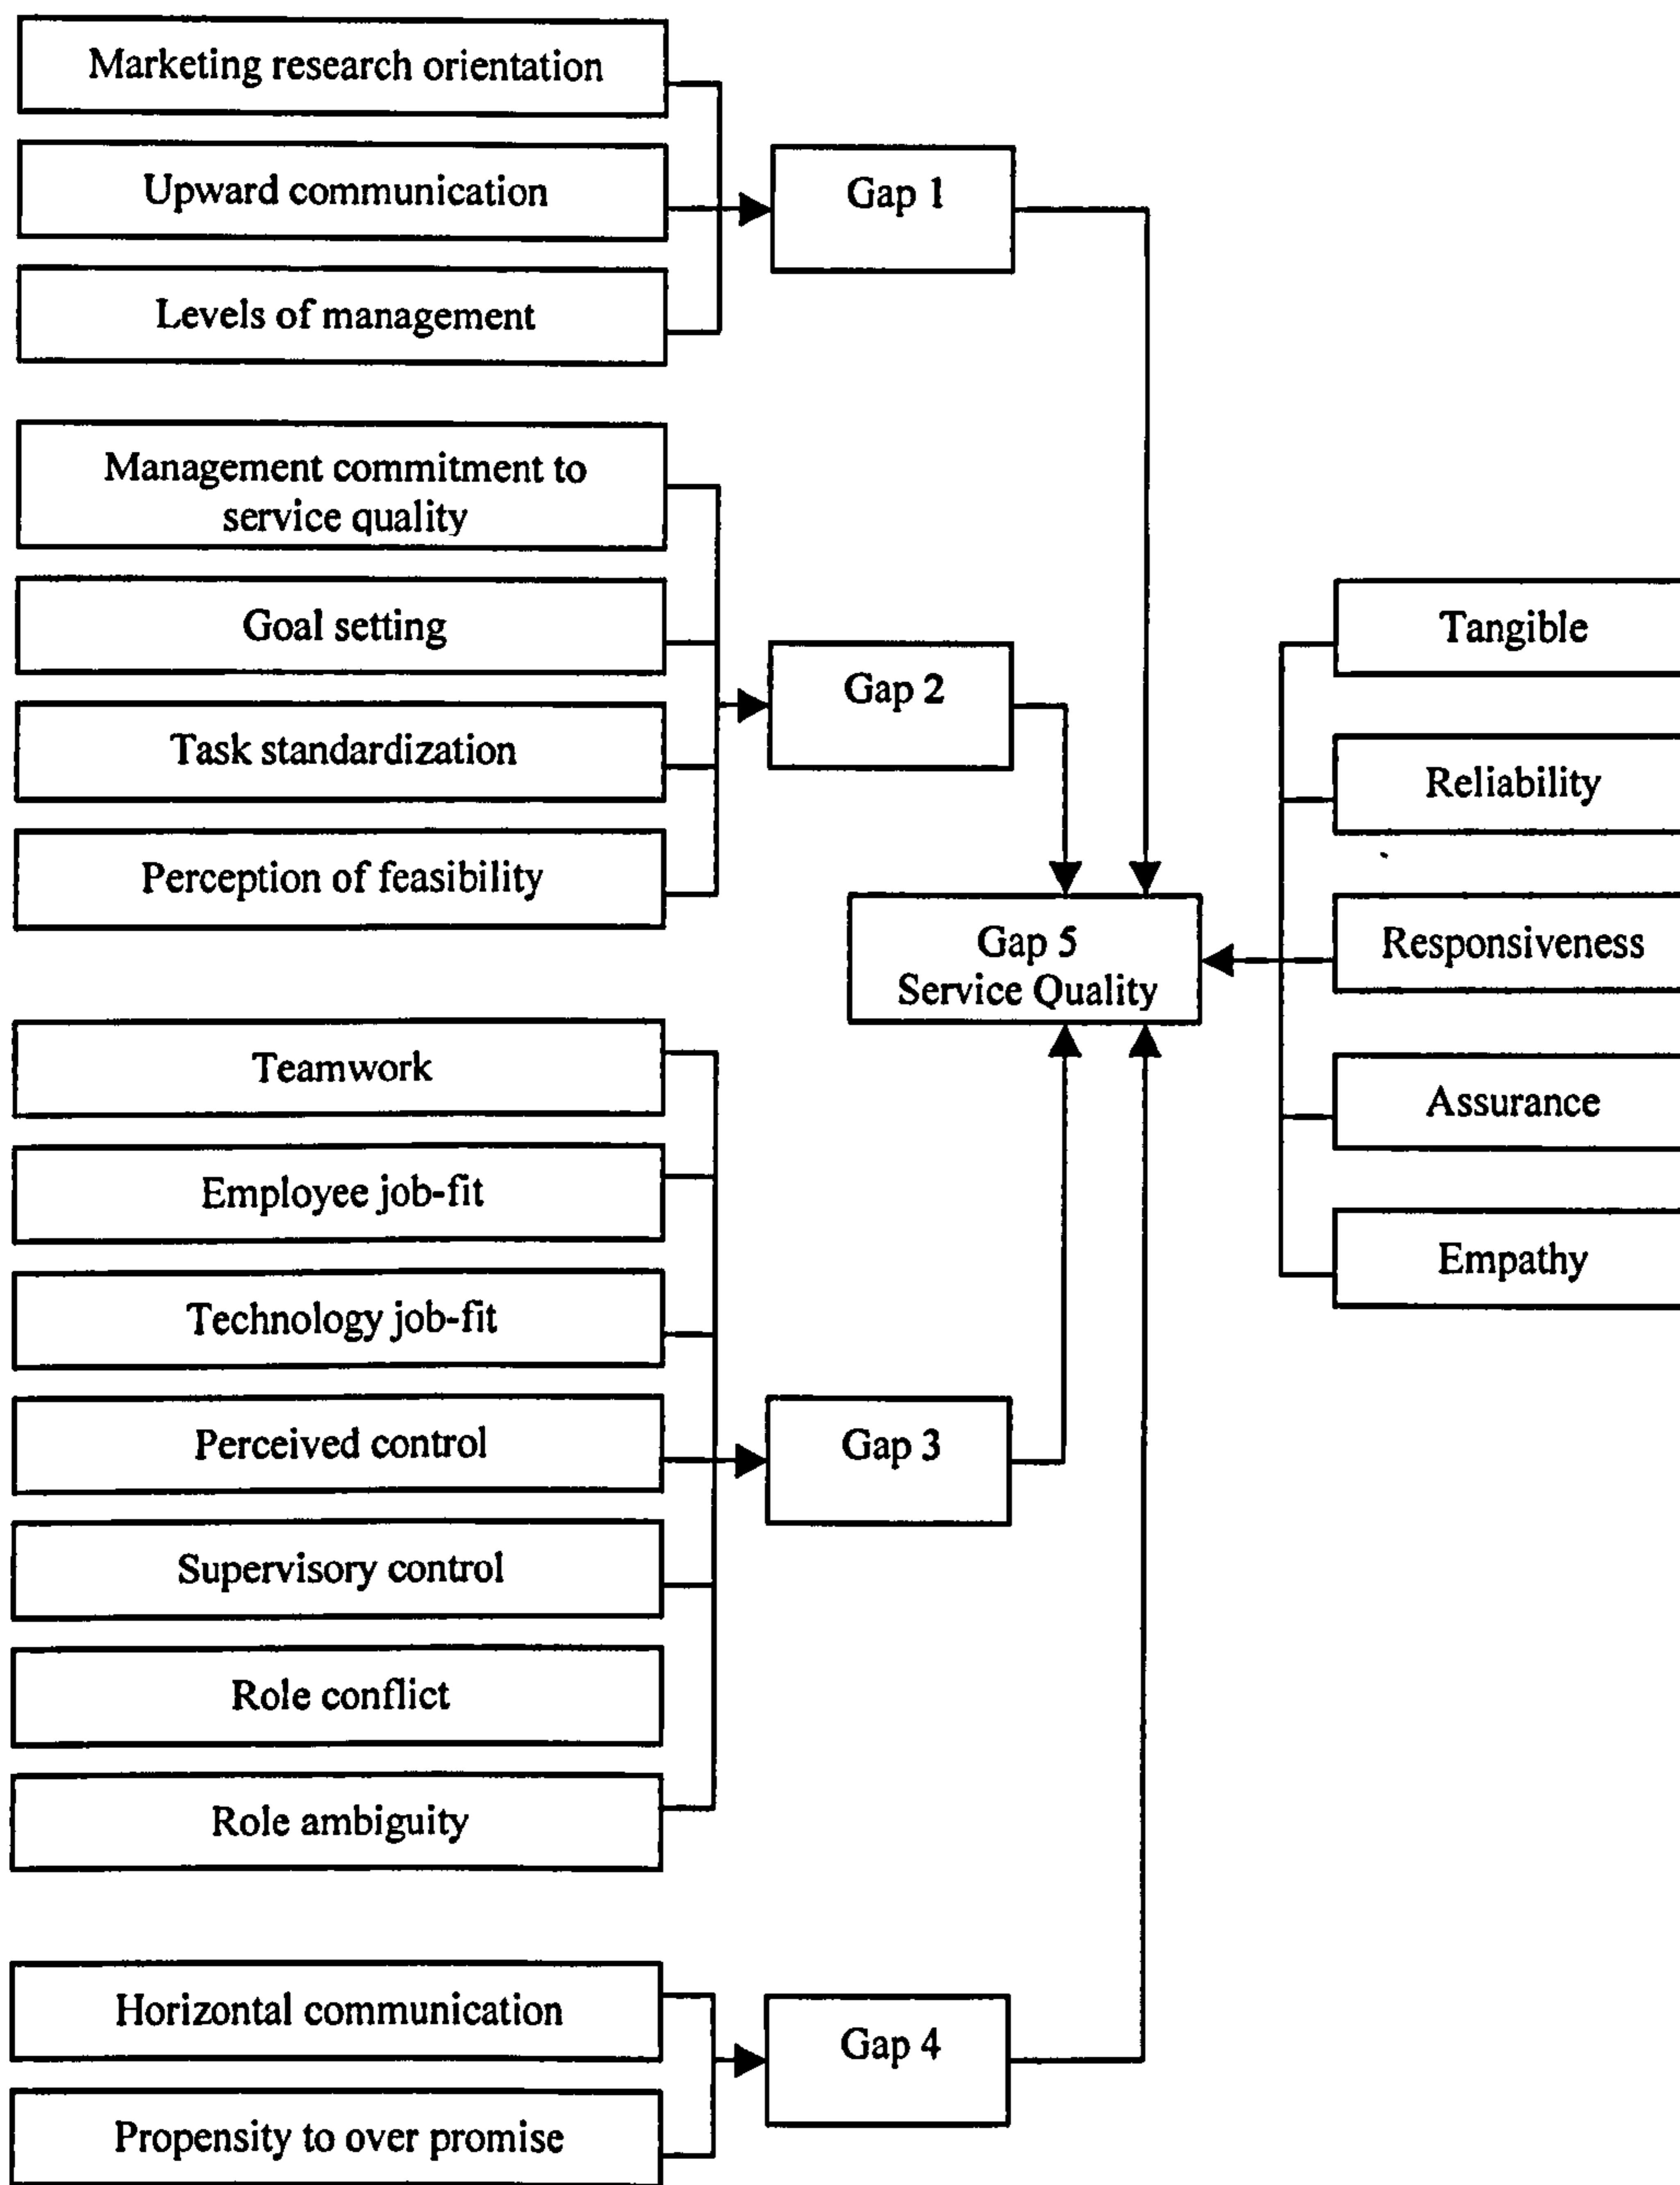 Marketing research orientation
Upward communication
Levels of management
Gap 1
Management commitment to
service quality
Goal setting
Task standardization
Perception of feasibility
Gap 2
Teamwork
Employee job-fit
Technology job-fit
Perceived control
Supervisory control
Role conflict
Role ambiguity
Gap 3
Horizontal communication
Propensity to over promise
Gap 4
Gap 5
Service Quality
Tangible
Reliability
Responsiveness
Assurance
Empathy